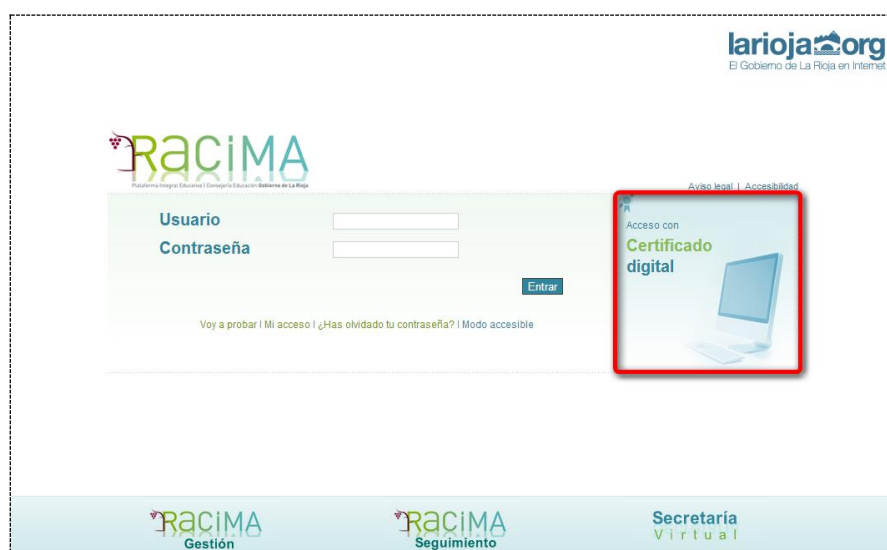 larioja org
El Gobierno de La Rioja en Internet
RACIMA
Plataforma Integral Educativa | Consejería Educación Gobierno de La Rioja
Aviso legal | Accesibilidad
Usuario
Contraseña
Entrar
Voy a probar | Mi acceso | ¿Has olvidado tu contraseña? | Modo accesible
Acceso con
Certificado
digital
RACIMA
Gestión
RACIMA
Seguimiento
Secretaría
Virtual